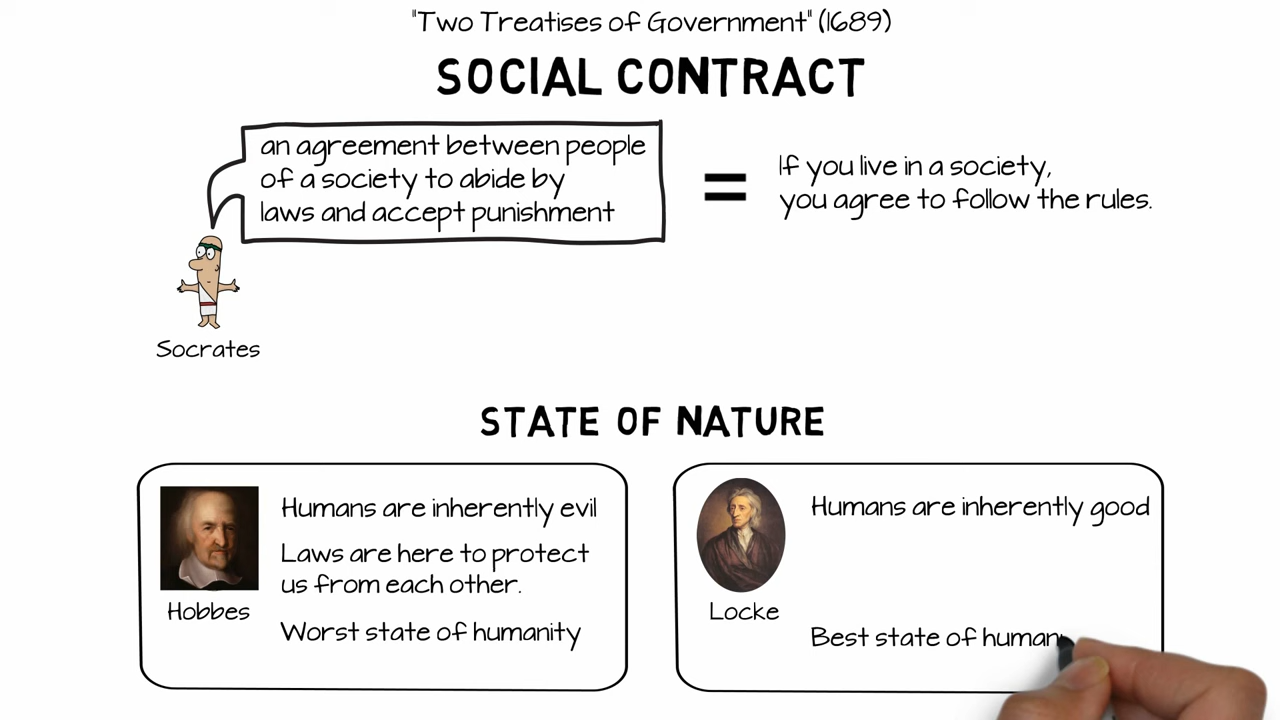 "Two Treatises of Government" (1689)
SOCIAL CONTRACT
an agreement between people
of a society to abide by
laws and accept punishment
=
If you live in a society,
you agree to follow the rules.
Socrates
STATE OF NATURE
Humans are inherently evil
Laws are here to protect
us from each other.
Hobbes
Worst state of humanity
Humans are inherently good
Locke
Best state of human